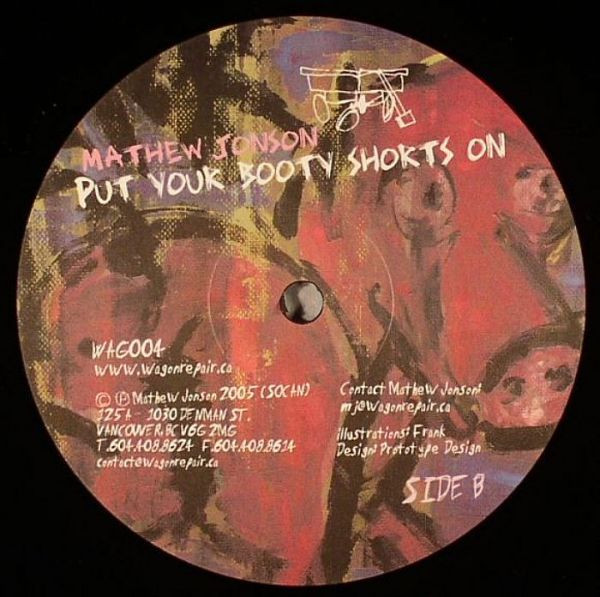 MATHEW JONSON
PUT YOUR BOOTY SHORTS ON
WAG004
www.wagonrepair.ca
© ℗ Mathew Jonson 2005 (SOCAN)
125A - 1030 DENMAN ST.
VANCOUVER. BC V6G 2M6
T.604.408.8624 F.604.408.8614
contact@wagonrepair.ca
Contact Mathew Jonson:
mj@wagonrepair.ca
illustrations: Frank
Design: Prototype Design
SIDE B